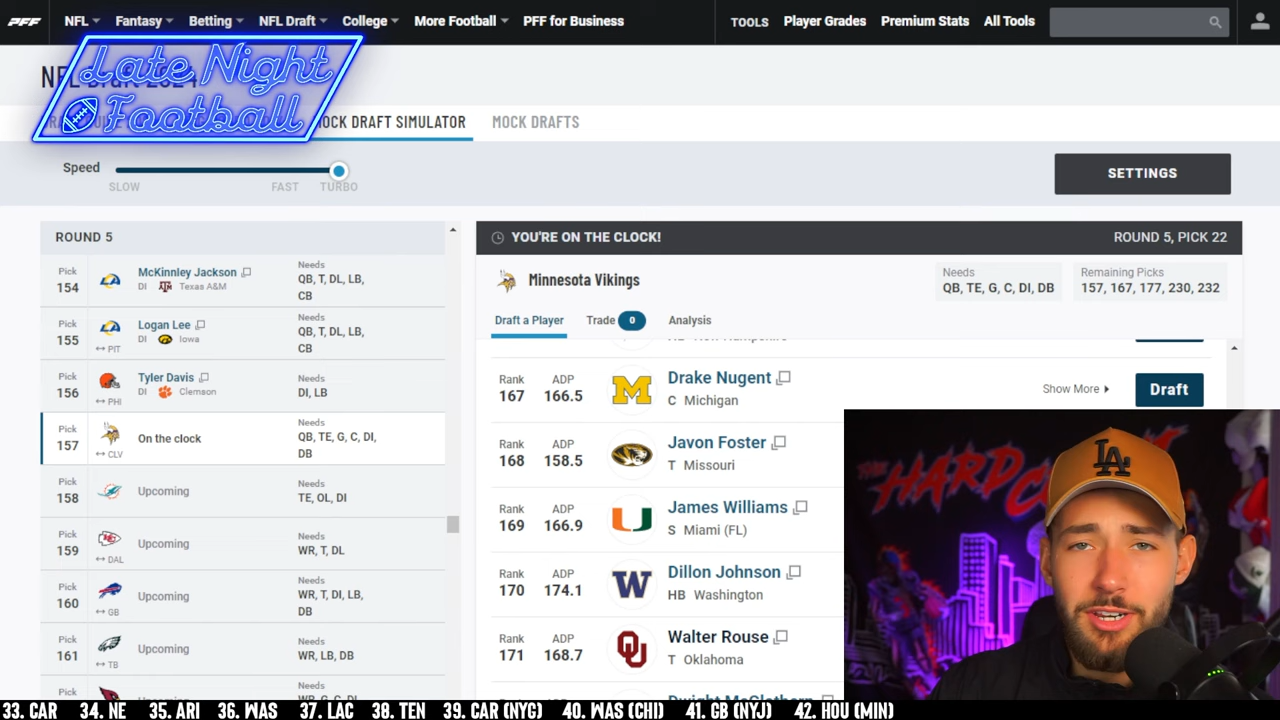 PFF
NFL
Fantasy
Betting
NFL Draft
College
More Football
PFF for Business
TOOLS
Player Grades
Premium Stats
All Tools
Late Night
Football
NFL Draft 2024
MOCK DRAFT SIMULATOR
MOCK DRAFTS
Speed
SLOW
FAST
TURBO
SETTINGS
ROUND 5
Pick
154
McKinnley Jackson
DI Texas A&M
Needs
QB, T, DL, LB,
CB
Pick
155
PIT
Logan Lee
DI Iowa
Needs
QB, T, DL, LB,
CB
Pick
156
PHI
Tyler Davis
DI Clemson
Needs
DI, LB
Pick
157
CLV
On the clock
Needs
QB, TE, G, C, DI,
DB
Pick
158
Upcoming
Needs
TE, OL, DI
Pick
159
DAL
Upcoming
Needs
WR, T, DL
Pick
160
GB
Upcoming
Needs
WR, T, DI, LB,
DB
Pick
161
TB
Upcoming
Needs
WR, LB, DB
Pick
Upcoming
Needs
YOU'RE ON THE CLOCK!
ROUND 5, PICK 22
Minnesota Vikings
Needs
QB, TE, G, C, DI, DB
Remaining Picks
157, 167, 177, 230, 232
Draft a Player
Trade 0
Analysis
Rank
167
ADP
166.5
Drake Nugent
C Michigan
Show More
Draft
Rank
168
ADP
158.5
Javon Foster
T Missouri
Rank
169
ADP
166.9
James Williams
S Miami (FL)
Rank
170
ADP
174.1
Dillon Johnson
HB Washington
Rank
171
ADP
168.7
Walter Rouse
T Oklahoma
THE HARDCO
LA
33. CAR 34. NE 35. ARI 36. WAS 37. LAC 38. TEN 39. CAR (NYG) 40. WAS (CHI) 41. GB (NYJ) 42. HOU (MIN)